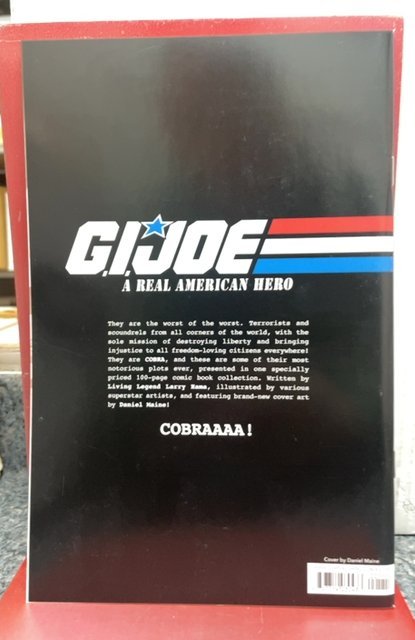 G.I.JOE
A REAL AMERICAN HERO
They are the worst of the worst. Terrorists and
scoundrels from all corners of the world, with the
sole mission of destroying liberty and bringing
injustice to all freedom-loving citizens everywhere!
They are COBRA, and these are some of their most
notorious plots ever, presented in one specially
priced 100-page comic book collection. Written by
Living Legend Larry Hama, illustrated by various
superstar artists, and featuring brand-new cover art
by Daniel Maine!
COBRAAAA!
Cover by Daniel Maine